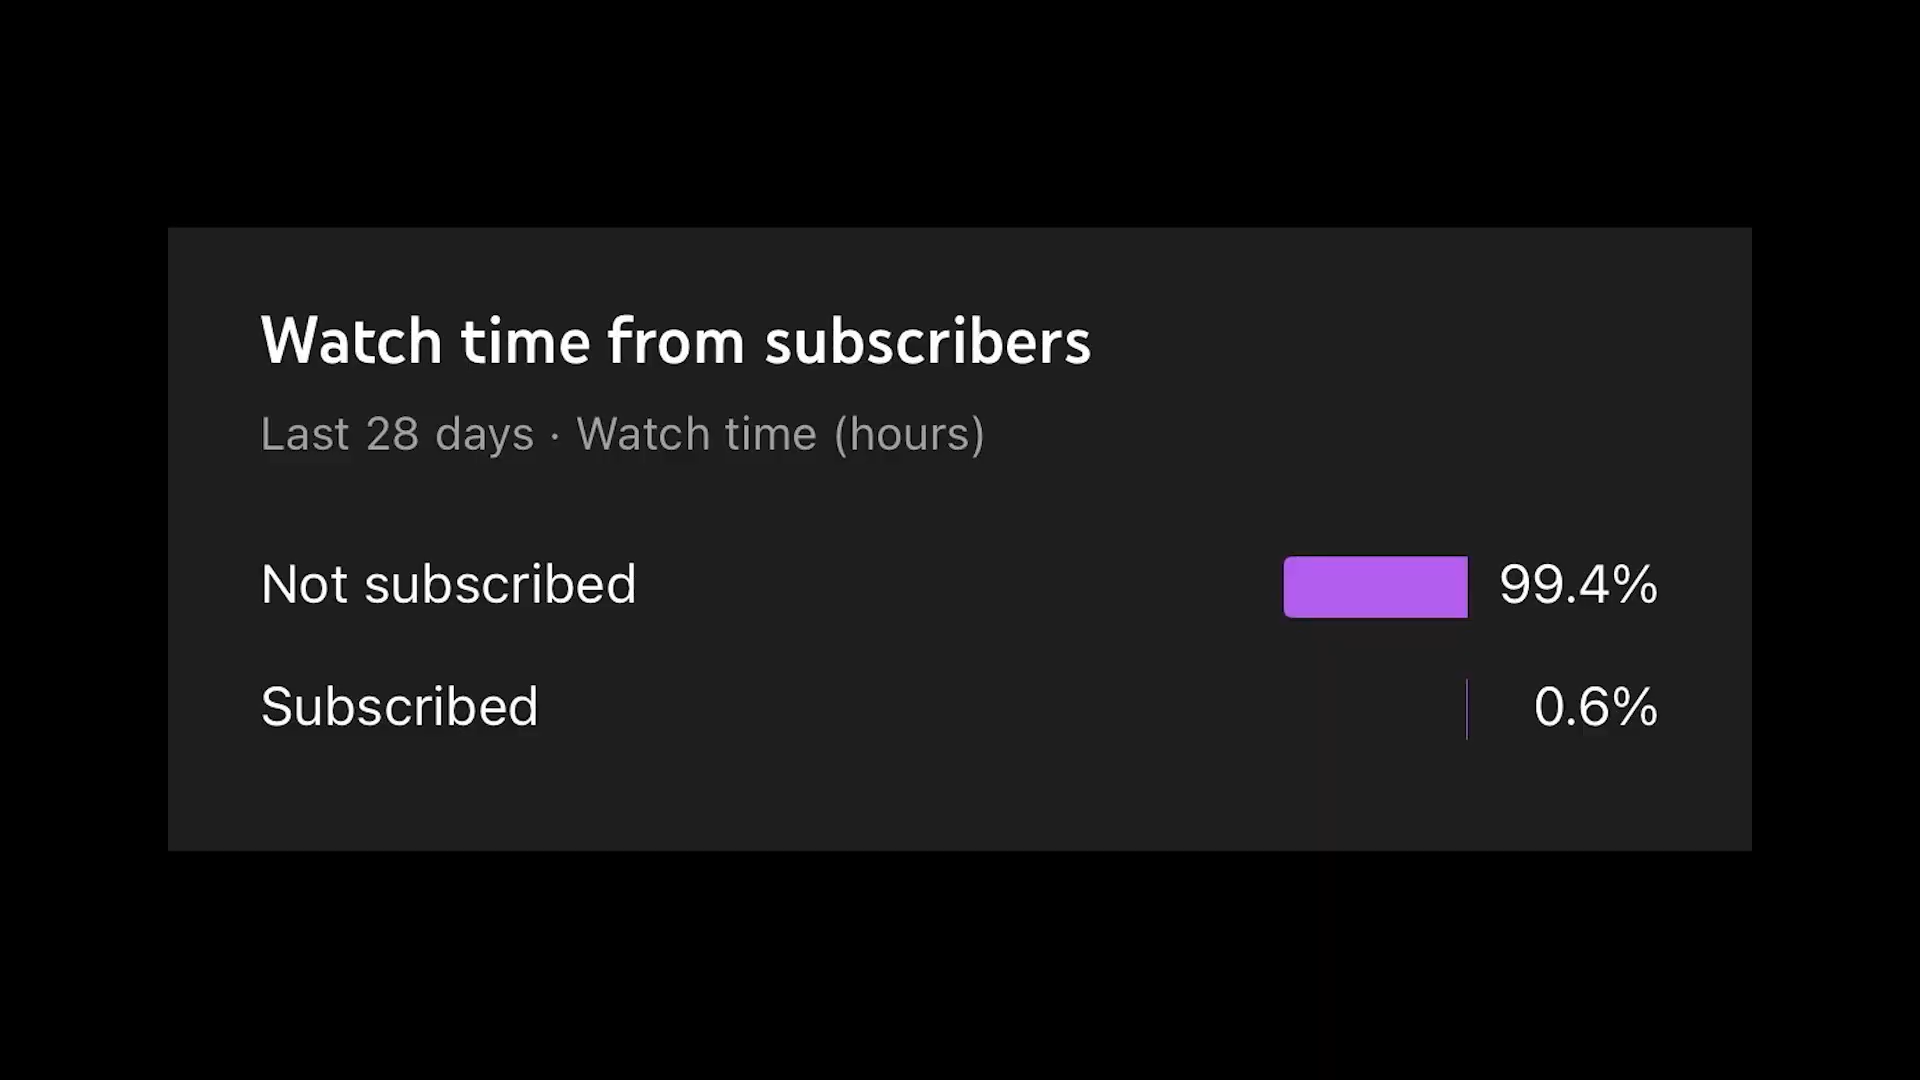 Watch time from subscribers
Last 28 days · Watch time (hours)
Not subscribed 99.4%
Subscribed 0.6%